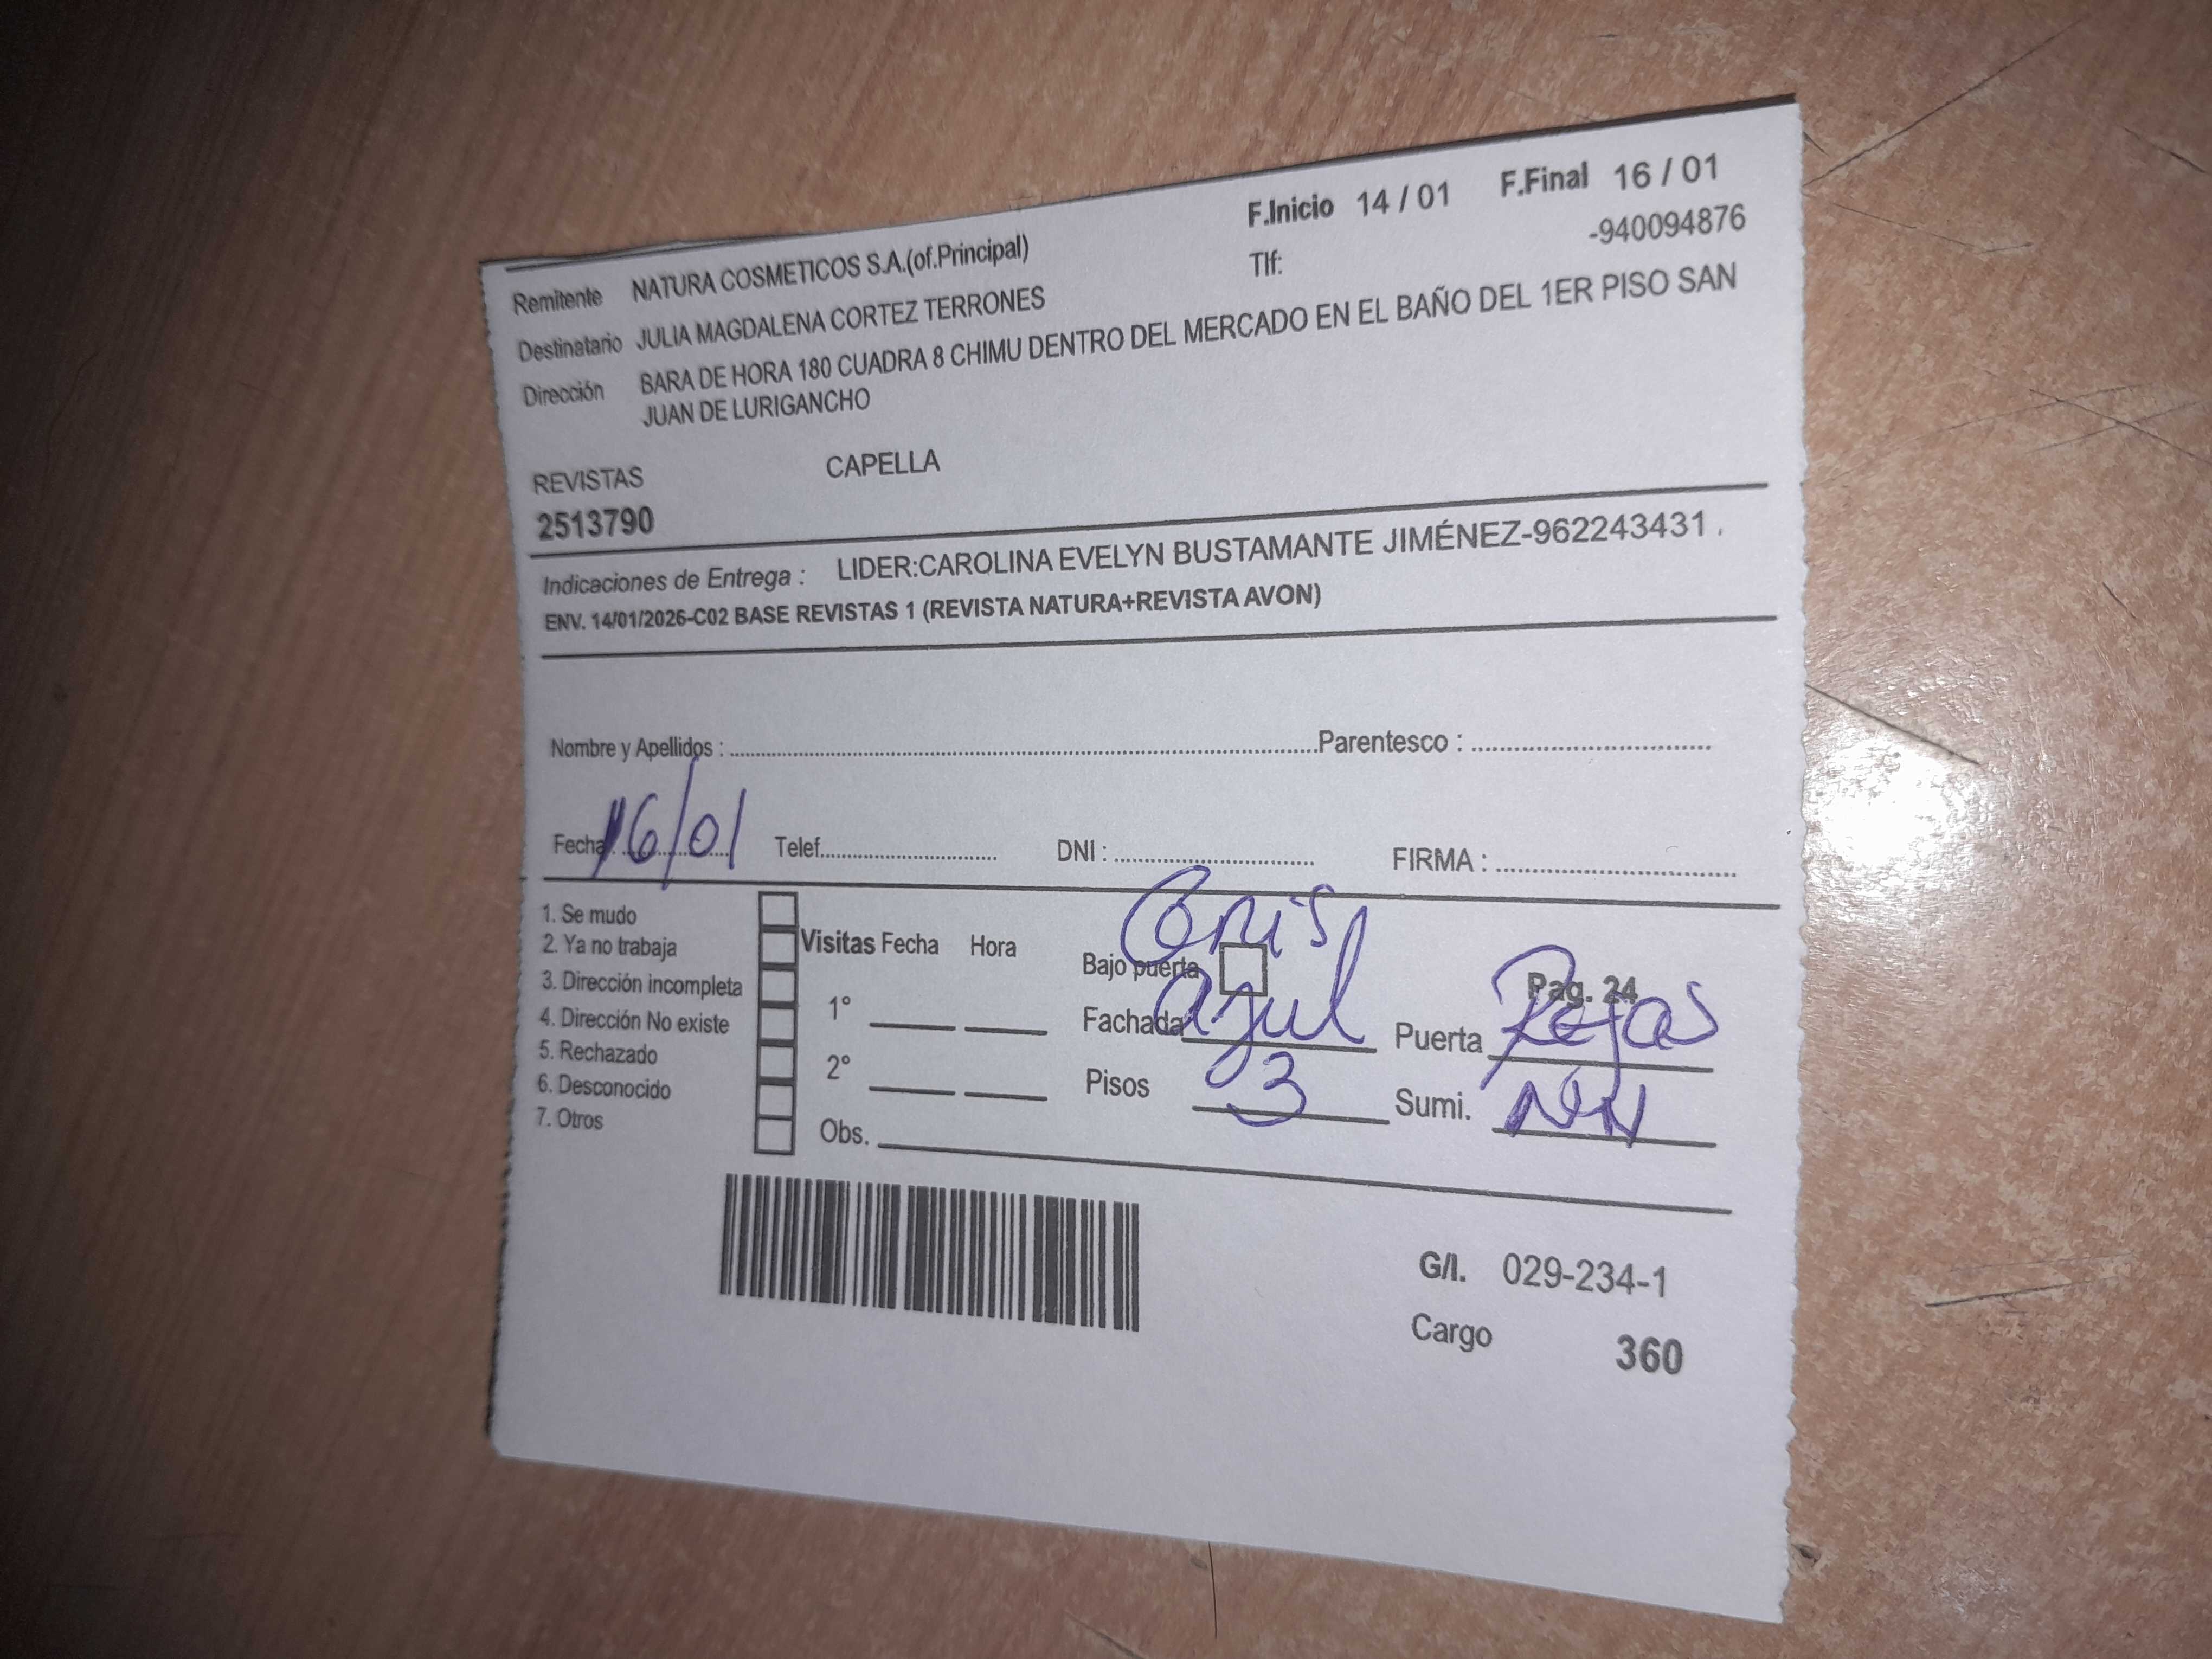 F.Inicio 14 / 01 F.Final 16 / 01
Remitente NATURA COSMETICOS S.A.(of.Principal) Tlf: -940094876
Destinatario JULIA MAGDALENA CORTEZ TERRONES
Dirección BARA DE HORA 180 CUADRA 8 CHIMU DENTRO DEL MERCADO EN EL BAÑO DEL 1ER PISO SAN
JUAN DE LURIGANCHO
REVISTAS CAPELLA
2513790
Indicaciones de Entrega : LIDER:CAROLINA EVELYN BUSTAMANTE JIMÉNEZ-962243431 .
ENV. 14/01/2026-C02 BASE REVISTAS 1 (REVISTA NATURA+REVISTA AVON)
Nombre y Apellidos : Parentesco :
Fecha 16/01 Telef. DNI : FIRMA :
1. Se mudo
2. Ya no trabaja
3. Dirección incompleta
4. Dirección No existe
5. Rechazado
6. Desconocido
7. Otros
Visitas Fecha Hora
1°
2°
Obs.
Gris
Bajo puerta
Pag. 24
Fachada azul Puerta Rejas
Pisos 3 Sumi. NN
G/I. 029-234-1
Cargo 360